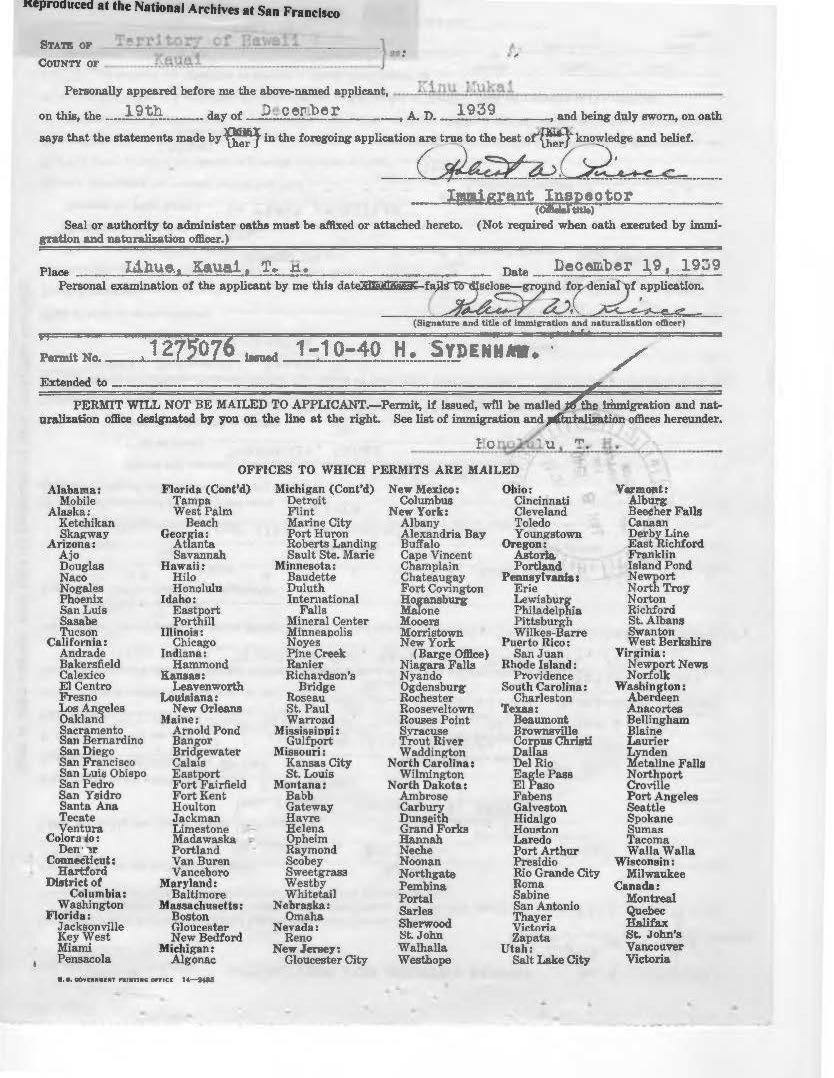 Reproduced at the National Archives at San Francisco
STATE OF Territory of Hawaii
COUNTY OF Kauai ss:
Personally appeared before me the above-named applicant, Kinu Mukai
on this, the 19th day of December, A. D. 1939, and being duly sworn, on oath
says that the statements made by {him her} in the foregoing application are true to the best of {his her} knowledge and belief.
Robert W. Pierce
Immigrant Inspector
(Official title)
Seal or authority to administer oaths must be affixed or attached hereto. (Not required when oath executed by immi-
gration and naturalization officer.)
Place Lihue, Kauai, T. H. Date December 19, 1939
Personal examination of the applicant by me this date fails to disclose—ground for denial of application.
Robert W. Pierce
(Signature and title of immigration and naturalization officer)
Permit No. 1275076 issued 1-10-40 H. SYDENHAM.
Extended to
PERMIT WILL NOT BE MAILED TO APPLICANT.—Permit, if issued, will be mailed to the immigration and nat-
uralization office designated by you on the line at the right. See list of immigration and naturalization offices hereunder.
Honolulu, T. H.
OFFICES TO WHICH PERMITS ARE MAILED
Alabama:
Mobile
Alaska:
Ketchikan
Skagway
Arizona:
Ajo
Douglas
Naco
Nogales
Phoenix
San Luis
Sasabe
Tucson
California:
Andrade
Bakersfield
Calexico
El Centro
Fresno
Los Angeles
Oakland
Sacramento
San Bernardino
San Diego
San Francisco
San Luis Obispo
San Pedro
San Ysidro
Santa Ana
Tecate
Ventura
Colorado:
Denver
Connecticut:
Hartford
District of
Columbia:
Washington
Florida:
Jacksonville
Key West
Miami
Pensacola
Florida (Cont'd)
Tampa
West Palm
Beach
Georgia:
Atlanta
Savannah
Hawaii:
Hilo
Honolulu
Idaho:
Eastport
Porthill
Illinois:
Chicago
Indiana:
Hammond
Kansas:
Leavenworth
Louisiana:
New Orleans
Maine:
Arnold Pond
Bangor
Bridgewater
Calais
Eastport
Fort Fairfield
Fort Kent
Houlton
Jackman
Limestone
Madawaska
Portland
Van Buren
Vanceboro
Maryland:
Baltimore
Massachusetts:
Boston
Gloucester
New Bedford
Michigan:
Algonac
Michigan (Cont'd)
Detroit
Flint
Marine City
Port Huron
Roberts Landing
Sault Ste. Marie
Minnesota:
Baudette
Duluth
International
Falls
Mineral Center
Minneapolis
Noyes
Pine Creek
Ranier
Richardson's
Bridge
Roseau
St. Paul
Warroad
Mississippi:
Gulfport
Missouri:
Kansas City
St. Louis
Montana:
Babb
Gateway
Havre
Helena
Opheim
Raymond
Scobey
Sweetgrass
Westby
Whitetail
Nebraska:
Omaha
Nevada:
Reno
New Jersey:
Gloucester City
New Mexico:
Columbus
New York:
Albany
Alexandria Bay
Buffalo
Cape Vincent
Champlain
Chateaugay
Fort Covington
Hogansburg
Malone
Mooers
Morristown
New York
(Barge Office)
Niagara Falls
Nyando
Ogdensburg
Rochester
Rooseveltown
Rouses Point
Syracuse
Trout River
Waddington
North Carolina:
Wilmington
North Dakota:
Ambrose
Carbury
Dunseith
Grand Forks
Hannah
Neche
Noonan
Northgate
Pembina
Portal
Sarles
Sherwood
St. John
Walhalla
Westhope
Ohio:
Cincinnati
Cleveland
Toledo
Youngstown
Oregon:
Astoria
Portland
Pennsylvania:
Erie
Lewisburg
Philadelphia
Pittsburgh
Wilkes-Barre
Puerto Rico:
San Juan
Rhode Island:
Providence
South Carolina:
Charleston
Texas:
Beaumont
Brownsville
Corpus Christi
Dallas
Del Rio
Eagle Pass
El Paso
Fabens
Galveston
Hidalgo
Houston
Laredo
Port Arthur
Presidio
Rio Grande City
Roma
Sabine
San Antonio
Thayer
Victoria
Zapata
Utah:
Salt Lake City
Vermont:
Alburg
Beecher Falls
Canaan
Derby Line
East Richford
Franklin
Island Pond
Newport
North Troy
Norton
Richford
St. Albans
Swanton
West Berkshire
Virginia:
Newport News
Norfolk
Washington:
Aberdeen
Anacortes
Bellingham
Blaine
Laurier
Lynden
Metaline Falls
Northport
Oroville
Port Angeles
Seattle
Spokane
Sumas
Tacoma
Walla Walla
Wisconsin:
Milwaukee
Canada:
Montreal
Quebec
Halifax
St. John's
Vancouver
Victoria
U. S. GOVERNMENT PRINTING OFFICE 14—2485